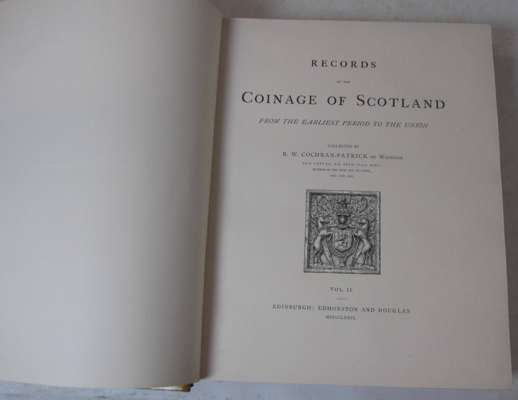 RECORDS
OF THE
COINAGE OF SCOTLAND
FROM THE EARLIEST PERIOD TO THE UNION
COLLECTED BY
R. W. COCHRAN-PATRICK OF WOODSIDE
VOL. II
EDINBURGH: EDMONSTON AND DOUGLAS